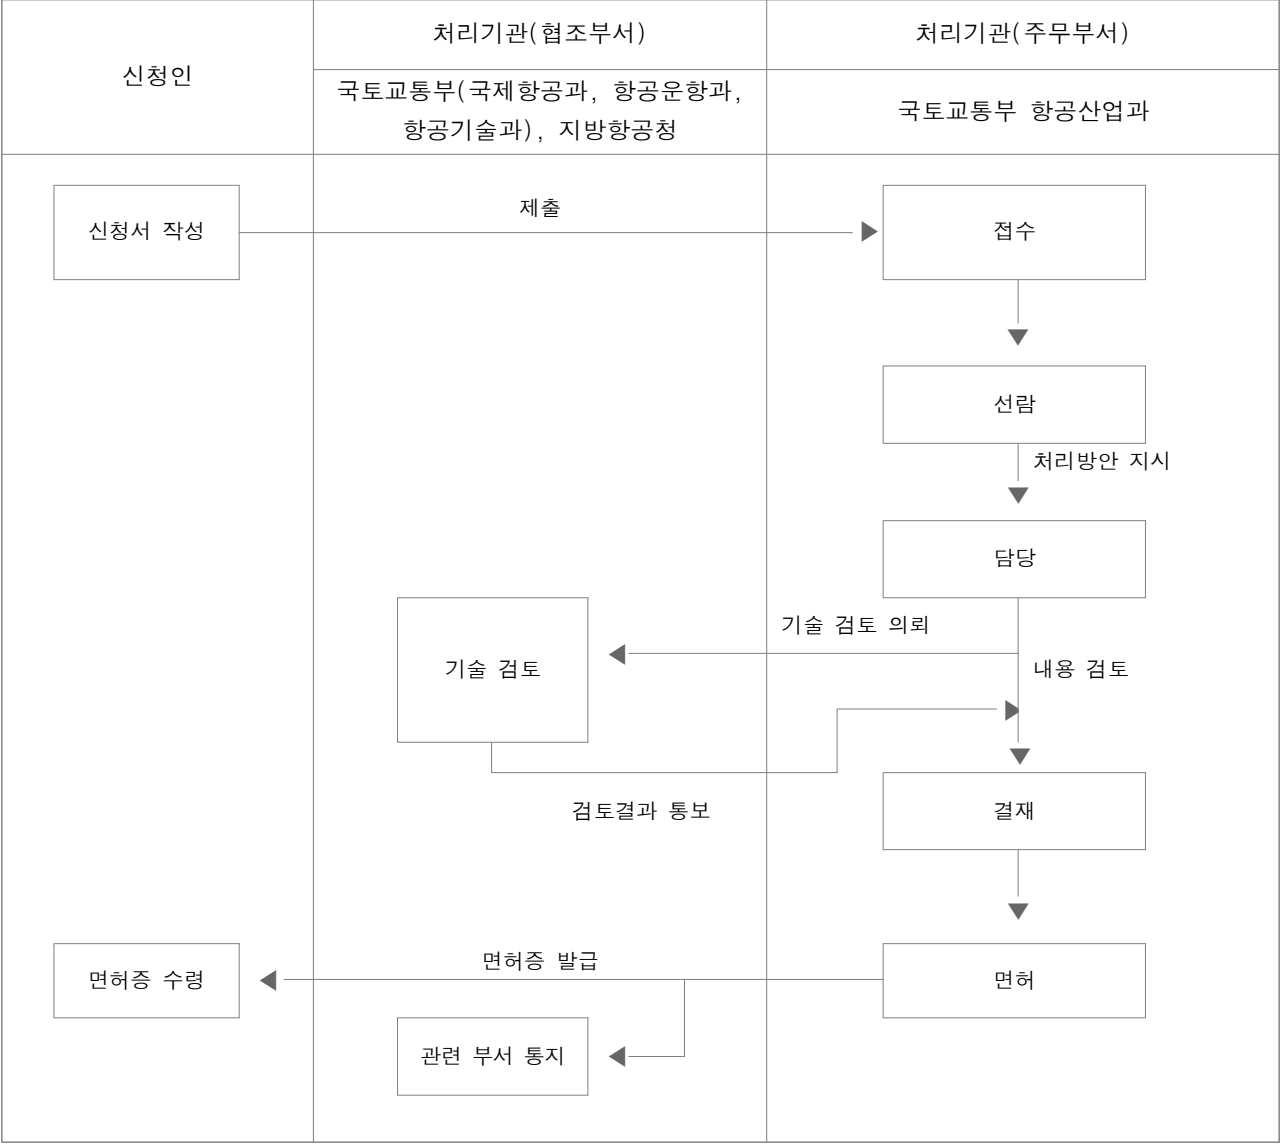 신청인
처리기관(협조부서)
처리기관(주무부서)
국토교통부(국제항공과, 항공운항과,
항공기술과), 지방항공청
국토교통부 항공산업과
신청서 작성
제출
접수
선람
처리방안 지시
담당
기술 검토 의뢰
기술 검토
내용 검토
검토결과 통보
결재
면허증 발급
면허증 수령
면허
관련 부서 통지